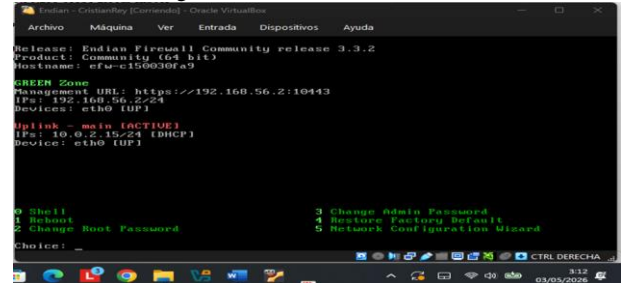 Endian - CristianRey [Corriendo] - Oracle VirtualBox
Archivo Máquina Ver Entrada Dispositivos Ayuda
Release: Endian Firewall Community release 3.3.2
Product: Community (64 bit)
Hostname: efw-c150030fa9
GREEN Zone
Management URL: https://192.168.56.2:10443
IPs: 192.168.56.2/24
Devices: eth0 [UP]
Uplink - main [ACTIVE]
IPs: 10.0.2.15/24 [DHCP]
Device: eth0 [UP]
0 Shell 3 Change Admin Password
1 Reboot 4 Restore Factory Default
2 Change Root Password 5 Network Configuration Wizard
Choice: _
CTRL DERECHA
3:12
03/05/2026